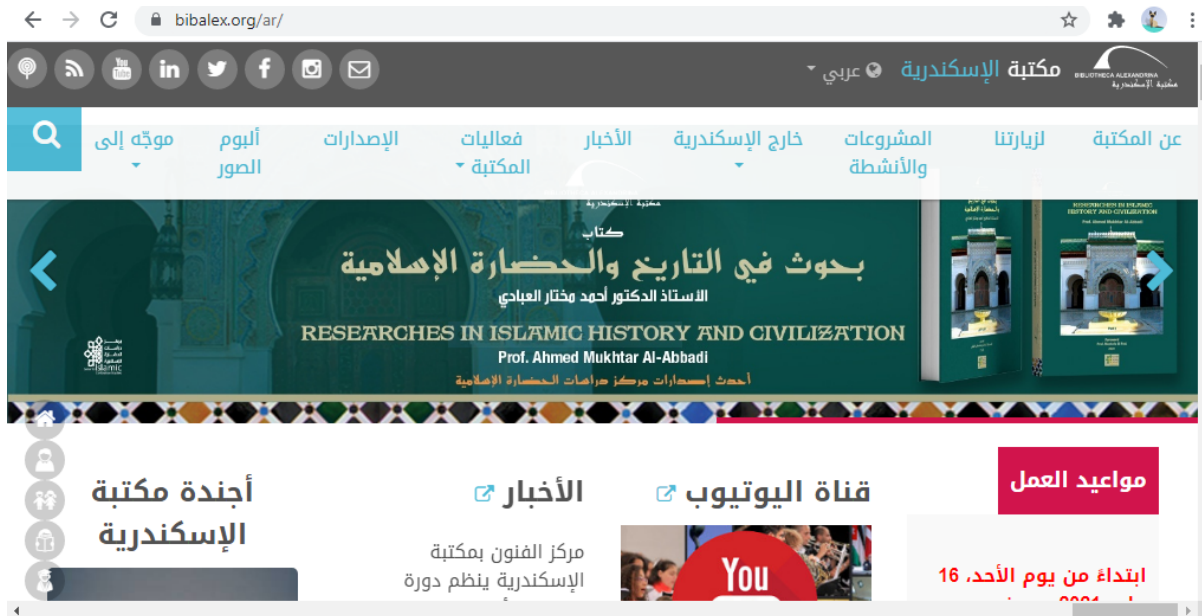 bibalex.org/ar/
BIBLIOTHECA ALEXANDRINA
مكتبة الإسكندرية
مكتبة الإسكندرية
عربي
عن المكتبة
لزيارتنا
المشروعات
والأنشطة
خارج الإسكندرية
الأخبار
فعاليات
المكتبة
الإصدارات
ألبوم
الصور
موجّه إلى
مكتبة الإسكندرية
كتاب
بحوث في التاريخ والحضارة الإسلامية
الاستاذ الدكتور أحمد مختار العبادي
RESEARCHES IN ISLAMIC HISTORY AND CIVILIZATION
Prof. Ahmed Mukhtar Al-Abbadi
أحدث إصدارات مركز دراسات الحضارة الإسلامية
RESEARCHES IN ISLAMIC
HISTORY AND CIVILIZATION
Prof. Ahmed Mukhtar Al-Abbadi
مواعيد العمل
ابتداءً من يوم الأحد، 16
قناة اليوتيوب
You
الأخبار
مركز الفنون بمكتبة
الإسكندرية ينظم دورة
أجندة مكتبة
الإسكندرية